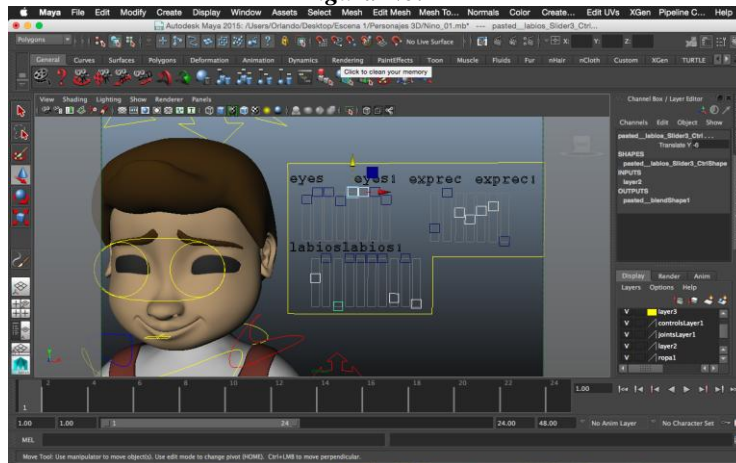 Maya File Edit Modify Create Display Window Assets Select Mesh Edit Mesh Mesh To... Normals Color Create... Edit UVs XGen Pipeline C... Help
Autodesk Maya 2015: /Users/Orlando/Desktop/Escena 1/Personajes 3D/Nino_01.mb* --- pasted__labios_Slider3_Ctrl...
Polygons No Live Surface X: Y: Z:
General Curves Surfaces Polygons Deformation Animation Dynamics Rendering PaintEffects Toon Muscle Fluids Fur nHair nCloth Custom XGen TURTLE
Click to clean your memory
View Shading Lighting Show Renderer Panels
Channel Box / Layer Editor
Channels Edit Object Show
pasted__labios_Slider3_Ctrl . . .
Translate Y -6
SHAPES
pasted__labios_Slider3_CtrlShape
INPUTS
layer2
OUTPUTS
pasted__blendShape1
eyes eyes1 exprec exprec1
labioslabios1
Display Render Anim
Layers Options Help
V layer3
V controlsLayer1
V jointsLayer1
V layer2
V ropa1
2 4 6 8 10 12 14 16 18 20 22 24
1
1.00
1.00 1.00 1 24 24.00 48.00 No Anim Layer No Character Set
MEL
Move Tool: Use manipulator to move object(s). Use edit mode to change pivot (HOME). Ctrl+LMB to move perpendicular.